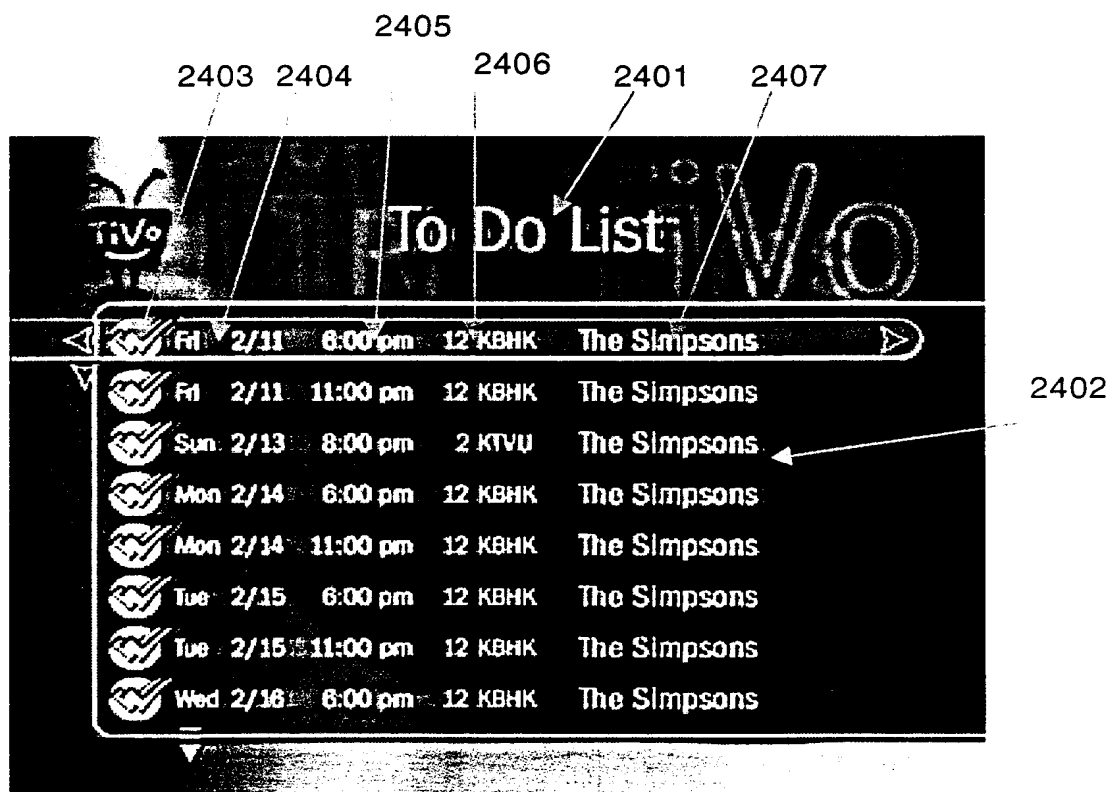 2405
2403 2404 2406 2401 2407
TiVo
To Do List
TiVo
Fri 2/11 6:00 pm 12 KBHK The Simpsons
Fri 2/11 11:00 pm 12 KBHK The Simpsons
2402
Sun 2/13 8:00 pm 2 KTVU The Simpsons
Mon 2/14 6:00 pm 12 KBHK The Simpsons
Mon 2/14 11:00 pm 12 KBHK The Simpsons
Tue 2/15 6:00 pm 12 KBHK The Simpsons
Tue 2/15 11:00 pm 12 KBHK The Simpsons
Wed 2/16 6:00 pm 12 KBHK The Simpsons